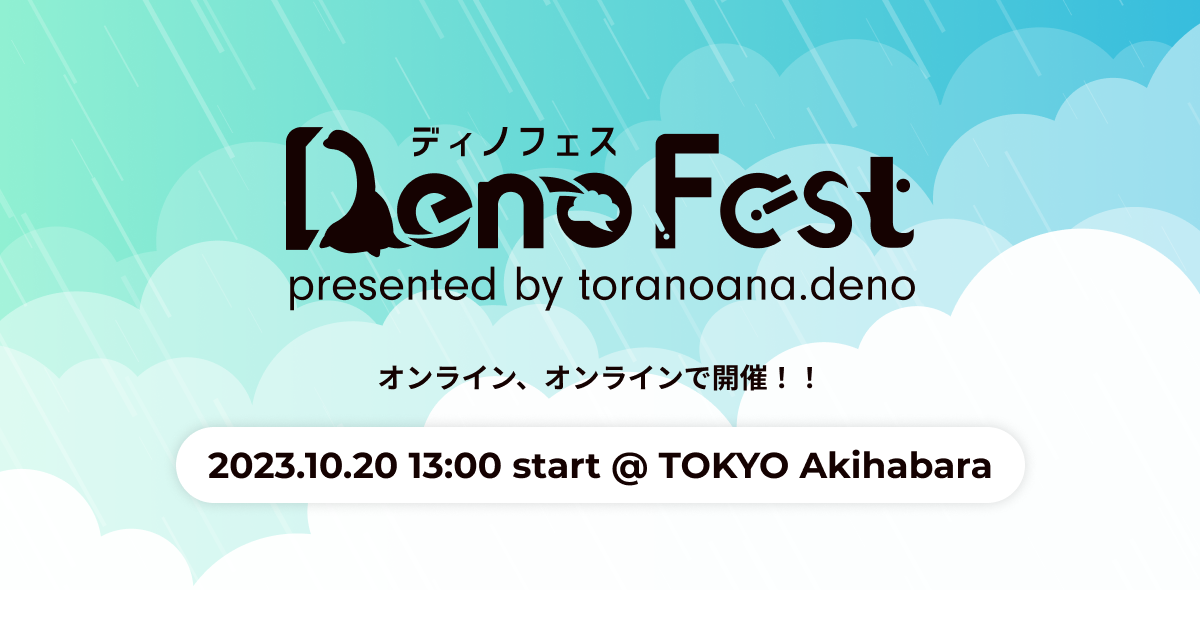 ディノフェス
Deno Fest
presented by toranoana.deno
オンライン、オンラインで開催！！
2023.10.20 13:00 start @ TOKYO Akihabara